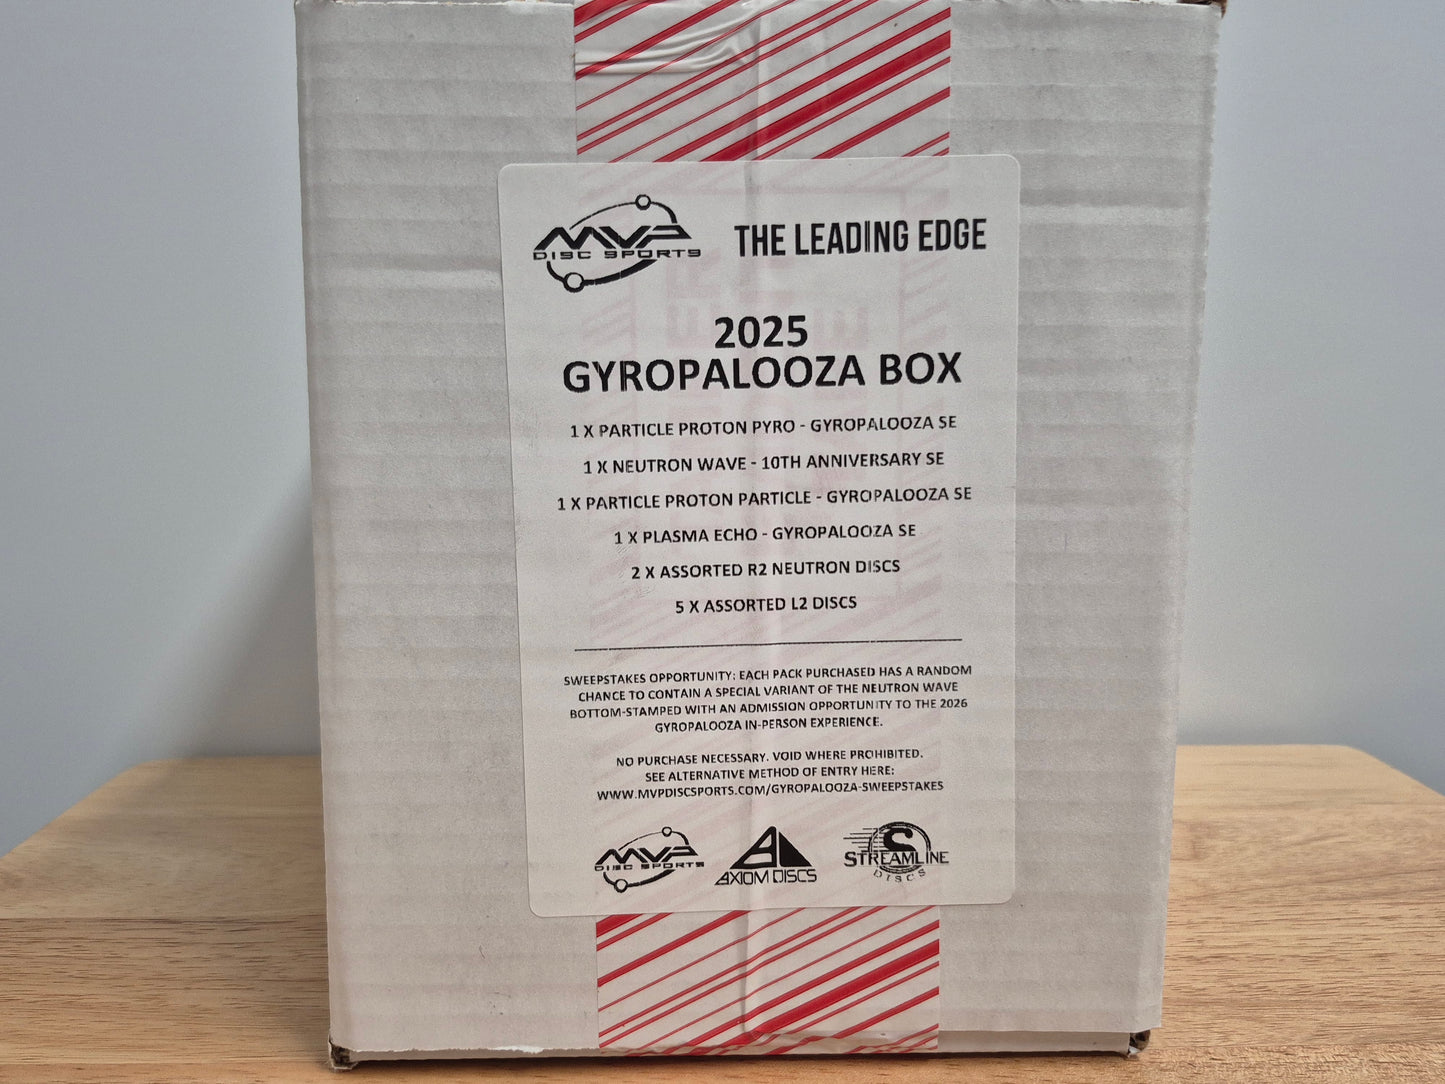 MVP
DISC SPORTS
THE LEADING EDGE
2025
GYROPALOOZA BOX
1 X PARTICLE PROTON PYRO - GYROPALOOZA SE
1 X NEUTRON WAVE - 10TH ANNIVERSARY SE
1 X PARTICLE PROTON PARTICLE - GYROPALOOZA SE
1 X PLASMA ECHO - GYROPALOOZA SE
2 X ASSORTED R2 NEUTRON DISCS
5 X ASSORTED L2 DISCS
SWEEPSTAKES OPPORTUNITY: EACH PACK PURCHASED HAS A RANDOM
CHANCE TO CONTAIN A SPECIAL VARIANT OF THE NEUTRON WAVE
BOTTOM-STAMPED WITH AN ADMISSION OPPORTUNITY TO THE 2026
GYROPALOOZA IN-PERSON EXPERIENCE.
NO PURCHASE NECESSARY. VOID WHERE PROHIBITED.
SEE ALTERNATIVE METHOD OF ENTRY HERE:
WWW.MVPDISCSPORTS.COM/GYROPALOOZA-SWEEPSTAKES
MVP
DISC SPORTS
AXIOM DISCS
S
STREAMLINE
DISCS